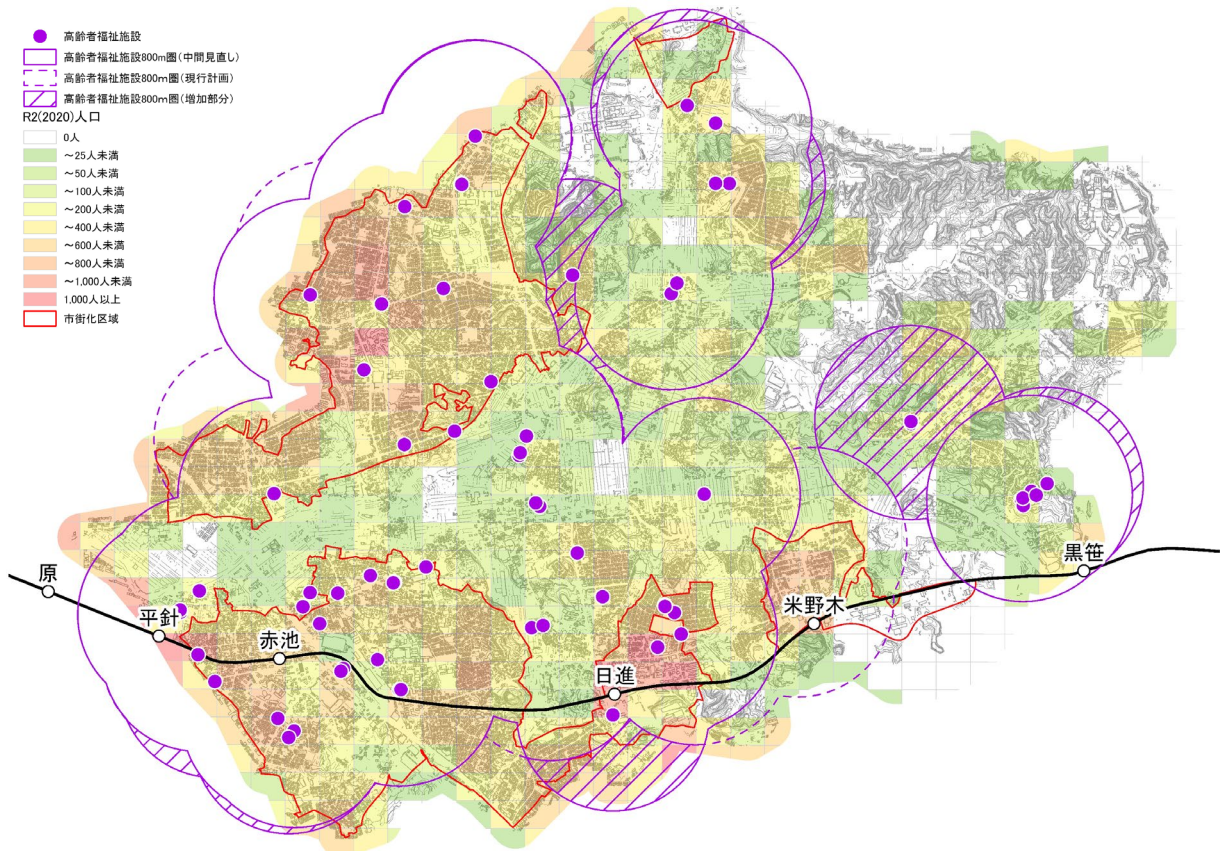 高齢者福祉施設
高齢者福祉施設800m圏(中間見直し)
高齢者福祉施設800m圏(現行計画)
高齢者福祉施設800m圏(増加部分)
R2(2020)人口
0人
～25人未満
～50人未満
～100人未満
～200人未満
～400人未満
～600人未満
～800人未満
～1,000人未満
1,000人以上
市街化区域
原
平針
赤池
日進
米野木
黒笹